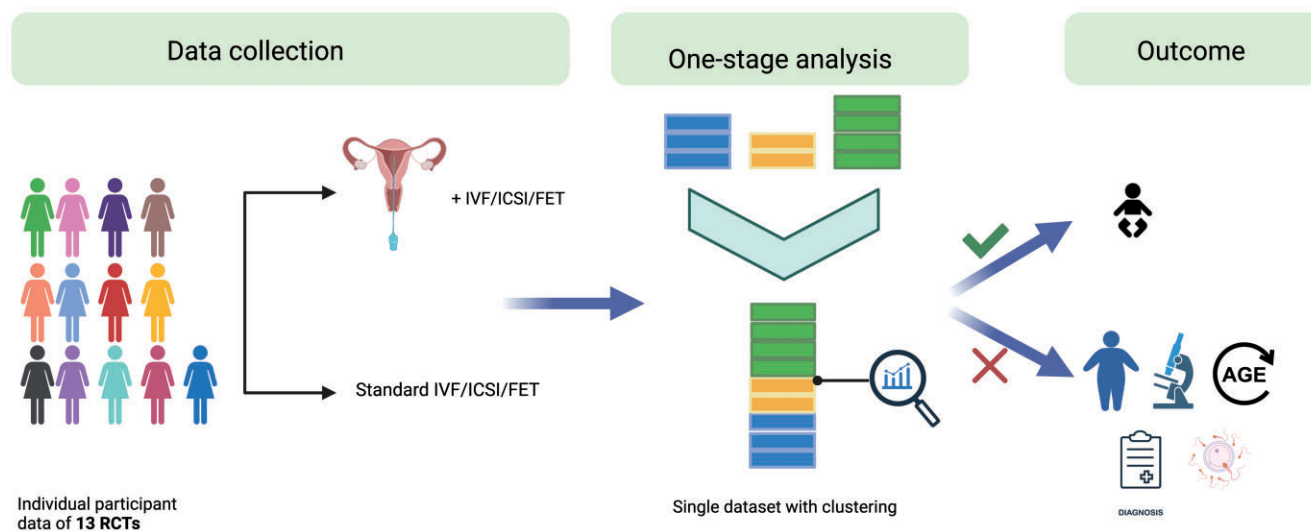 Data collection
One-stage analysis
Outcome
+ IVF/ICSI/FET
Standard IVF/ICSI/FET
AGE
DIAGNOSIS
Individual participant
data of 13 RCTs
Single dataset with clustering